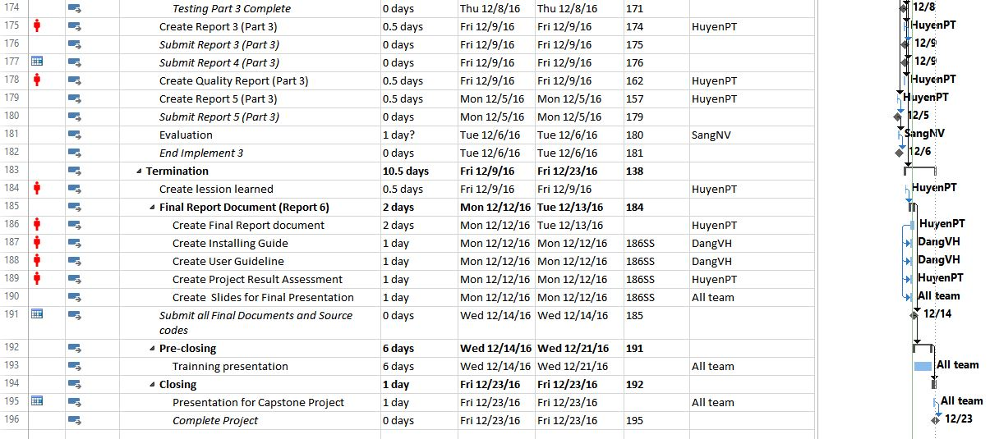 174 Testing Part 3 Complete 0 days Thu 12/8/16 Thu 12/8/16 171 12/8
175 Create Report 3 (Part 3) 0.5 days Fri 12/9/16 Fri 12/9/16 174 HuyenPT HuyenPT
176 Submit Report 3 (Part 3) 0 days Fri 12/9/16 Fri 12/9/16 175 12/9
177 Submit Report 4 (Part 3) 0 days Fri 12/9/16 Fri 12/9/16 176 12/9
178 Create Quality Report (Part 3) 0.5 days Fri 12/9/16 Fri 12/9/16 162 HuyenPT HuyenPT
179 Create Report 5 (Part 3) 0.5 days Mon 12/5/16 Mon 12/5/16 157 HuyenPT HuyenPT
180 Submit Report 5 (Part 3) 0 days Mon 12/5/16 Mon 12/5/16 179 12/5
181 Evaluation 1 day? Tue 12/6/16 Tue 12/6/16 180 SangNV SangNV
182 End Implement 3 0 days Tue 12/6/16 Tue 12/6/16 181 12/6
183 Termination 10.5 days Fri 12/9/16 Fri 12/23/16 138
184 Create lession learned 0.5 days Fri 12/9/16 Fri 12/9/16 HuyenPT HuyenPT
185 Final Report Document (Report 6) 2 days Mon 12/12/16 Tue 12/13/16 184
186 Create Final Report document 2 days Mon 12/12/16 Tue 12/13/16 HuyenPT HuyenPT
187 Create Installing Guide 1 day Mon 12/12/16 Mon 12/12/16 186SS DangVH DangVH
188 Create User Guideline 1 day Mon 12/12/16 Mon 12/12/16 186SS DangVH DangVH
189 Create Project Result Assessment 1 day Mon 12/12/16 Mon 12/12/16 186SS HuyenPT HuyenPT
190 Create Slides for Final Presentation 1 day Mon 12/12/16 Mon 12/12/16 186SS All team All team
191 Submit all Final Documents and Source 0 days Wed 12/14/16 Wed 12/14/16 185 12/14
codes
192 Pre-closing 6 days Wed 12/14/16 Wed 12/21/16 191
193 Trainning presentation 6 days Wed 12/14/16 Wed 12/21/16 All team All team
194 Closing 1 day Fri 12/23/16 Fri 12/23/16 192
195 Presentation for Capstone Project 1 day Fri 12/23/16 Fri 12/23/16 All team All team
196 Complete Project 0 days Fri 12/23/16 Fri 12/23/16 195 12/23